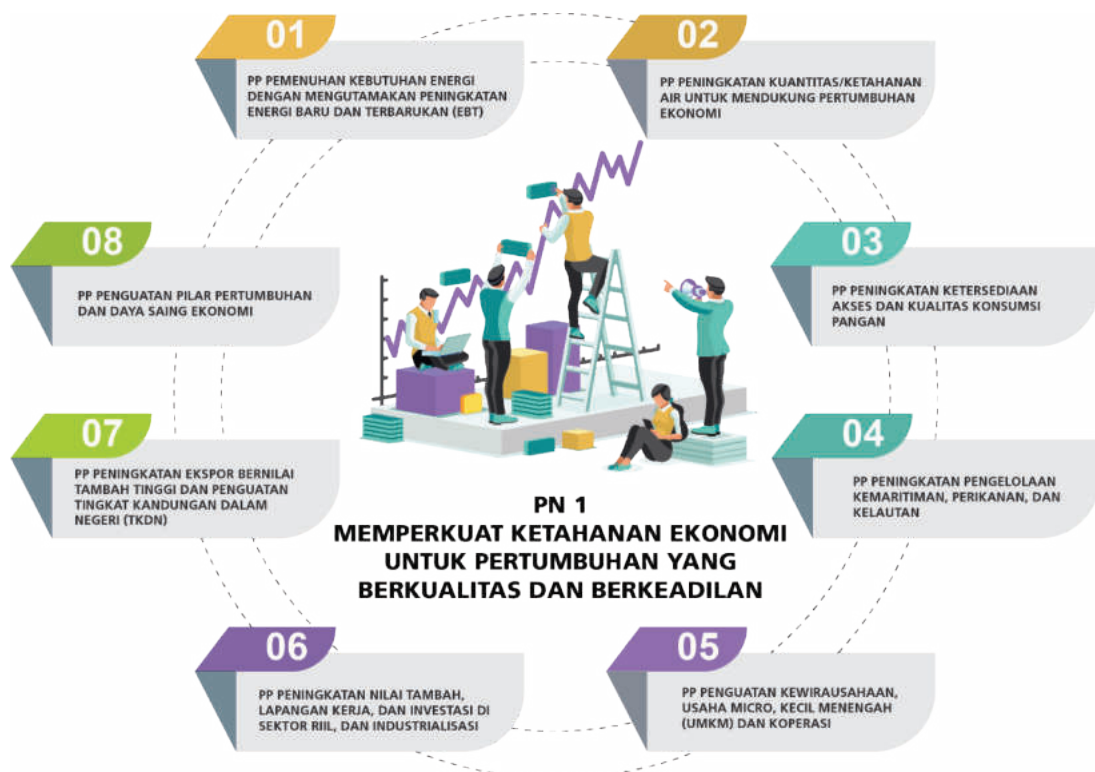 01
PP PEMENUHAN KEBUTUHAN ENERGI
DENGAN MENGUTAMAKAN PENINGKATAN
ENERGI BARU DAN TERBARUKAN (EBT)
02
PP PENINGKATAN KUANTITAS/KETAHANAN
AIR UNTUK MENDUKUNG PERTUMBUHAN
EKONOMI
03
PP PENINGKATAN KETERSEDIAAN
AKSES DAN KUALITAS KONSUMSI
PANGAN
04
PP PENINGKATAN PENGELOLAAN
KEMARITIMAN, PERIKANAN, DAN
KELAUTAN
05
PP PENGUATAN KEWIRAUSAHAAN,
USAHA MICRO, KECIL MENENGAH
(UMKM) DAN KOPERASI
06
PP PENINGKATAN NILAI TAMBAH,
LAPANGAN KERJA, DAN INVESTASI DI
SEKTOR RIIL, DAN INDUSTRIALISASI
07
PP PENINGKATAN EKSPOR BERNILAI
TAMBAH TINGGI DAN PENGUATAN
TINGKAT KANDUNGAN DALAM
NEGERI (TKDN)
08
PP PENGUATAN PILAR PERTUMBUHAN
DAN DAYA SAING EKONOMI
PN 1
MEMPERKUAT KETAHANAN EKONOMI
UNTUK PERTUMBUHAN YANG
BERKUALITAS DAN BERKEADILAN